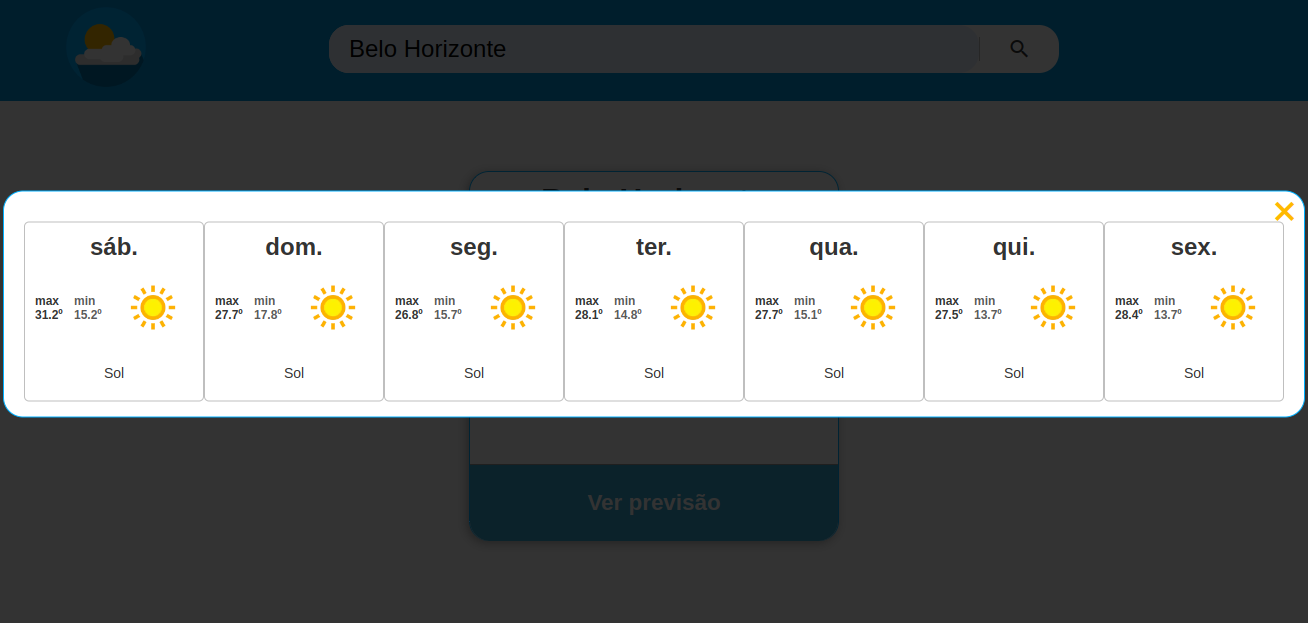 Belo Horizonte
sáb. dom. seg. ter. qua. qui. sex.
max min max min max min max min max min max min max min
31.2º 15.2º 27.7º 17.8º 26.8º 15.7º 28.1º 14.8º 27.7º 15.1º 27.5º 13.7º 28.4º 13.7º
Sol Sol Sol Sol Sol Sol Sol
Ver previsão